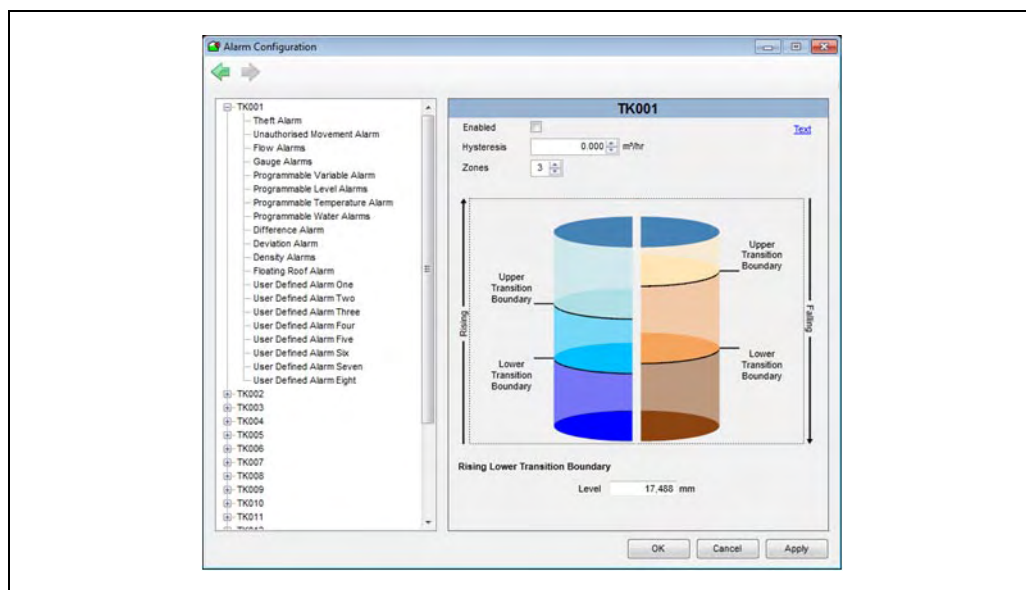 Alarm Configuration
TK001
Theft Alarm
Unauthorised Movement Alarm
Flow Alarms
Gauge Alarms
Programmable Variable Alarm
Programmable Level Alarms
Programmable Temperature Alarm
Programmable Water Alarms
Difference Alarm
Deviation Alarm
Density Alarms
Floating Roof Alarm
User Defined Alarm One
User Defined Alarm Two
User Defined Alarm Three
User Defined Alarm Four
User Defined Alarm Five
User Defined Alarm Six
User Defined Alarm Seven
User Defined Alarm Eight
TK002
TK003
TK004
TK005
TK006
TK007
TK008
TK009
TK010
TK011
TK001
Enabled
Text
Hysteresis 0.000 m³/hr
Zones 3
Rising
Upper
Transition
Boundary
Lower
Transition
Boundary
Upper
Transition
Boundary
Lower
Transition
Boundary
Falling
Rising Lower Transition Boundary
Level 17,488 mm
OK Cancel Apply